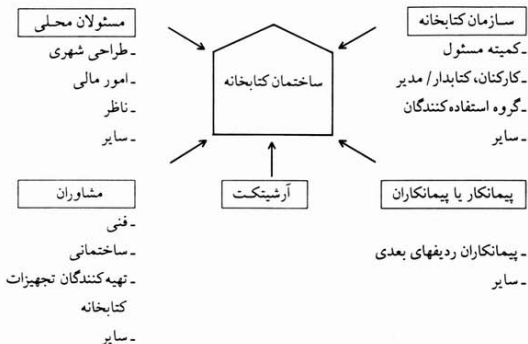 سازمان کتابخانه
ـ کمیته مسئول
ـ کارکنان، کتابدار/ مدیر
ـ گروه استفاده‌کنندگان
ـ سایر
مسئولان محلی
ـ طراحی شهری
ـ امور مالی
ـ ناظر
ـ سایر
ساختمان کتابخانه
پیمانکار یا پیمانکاران
ـ پیمانکاران ردیفهای بعدی
ـ سایر
آرشیتکت
مشاوران
ـ فنی
ـ ساختمانی
ـ تهیه‌کنندگان تجهیزات
کتابخانه
ـ سایر